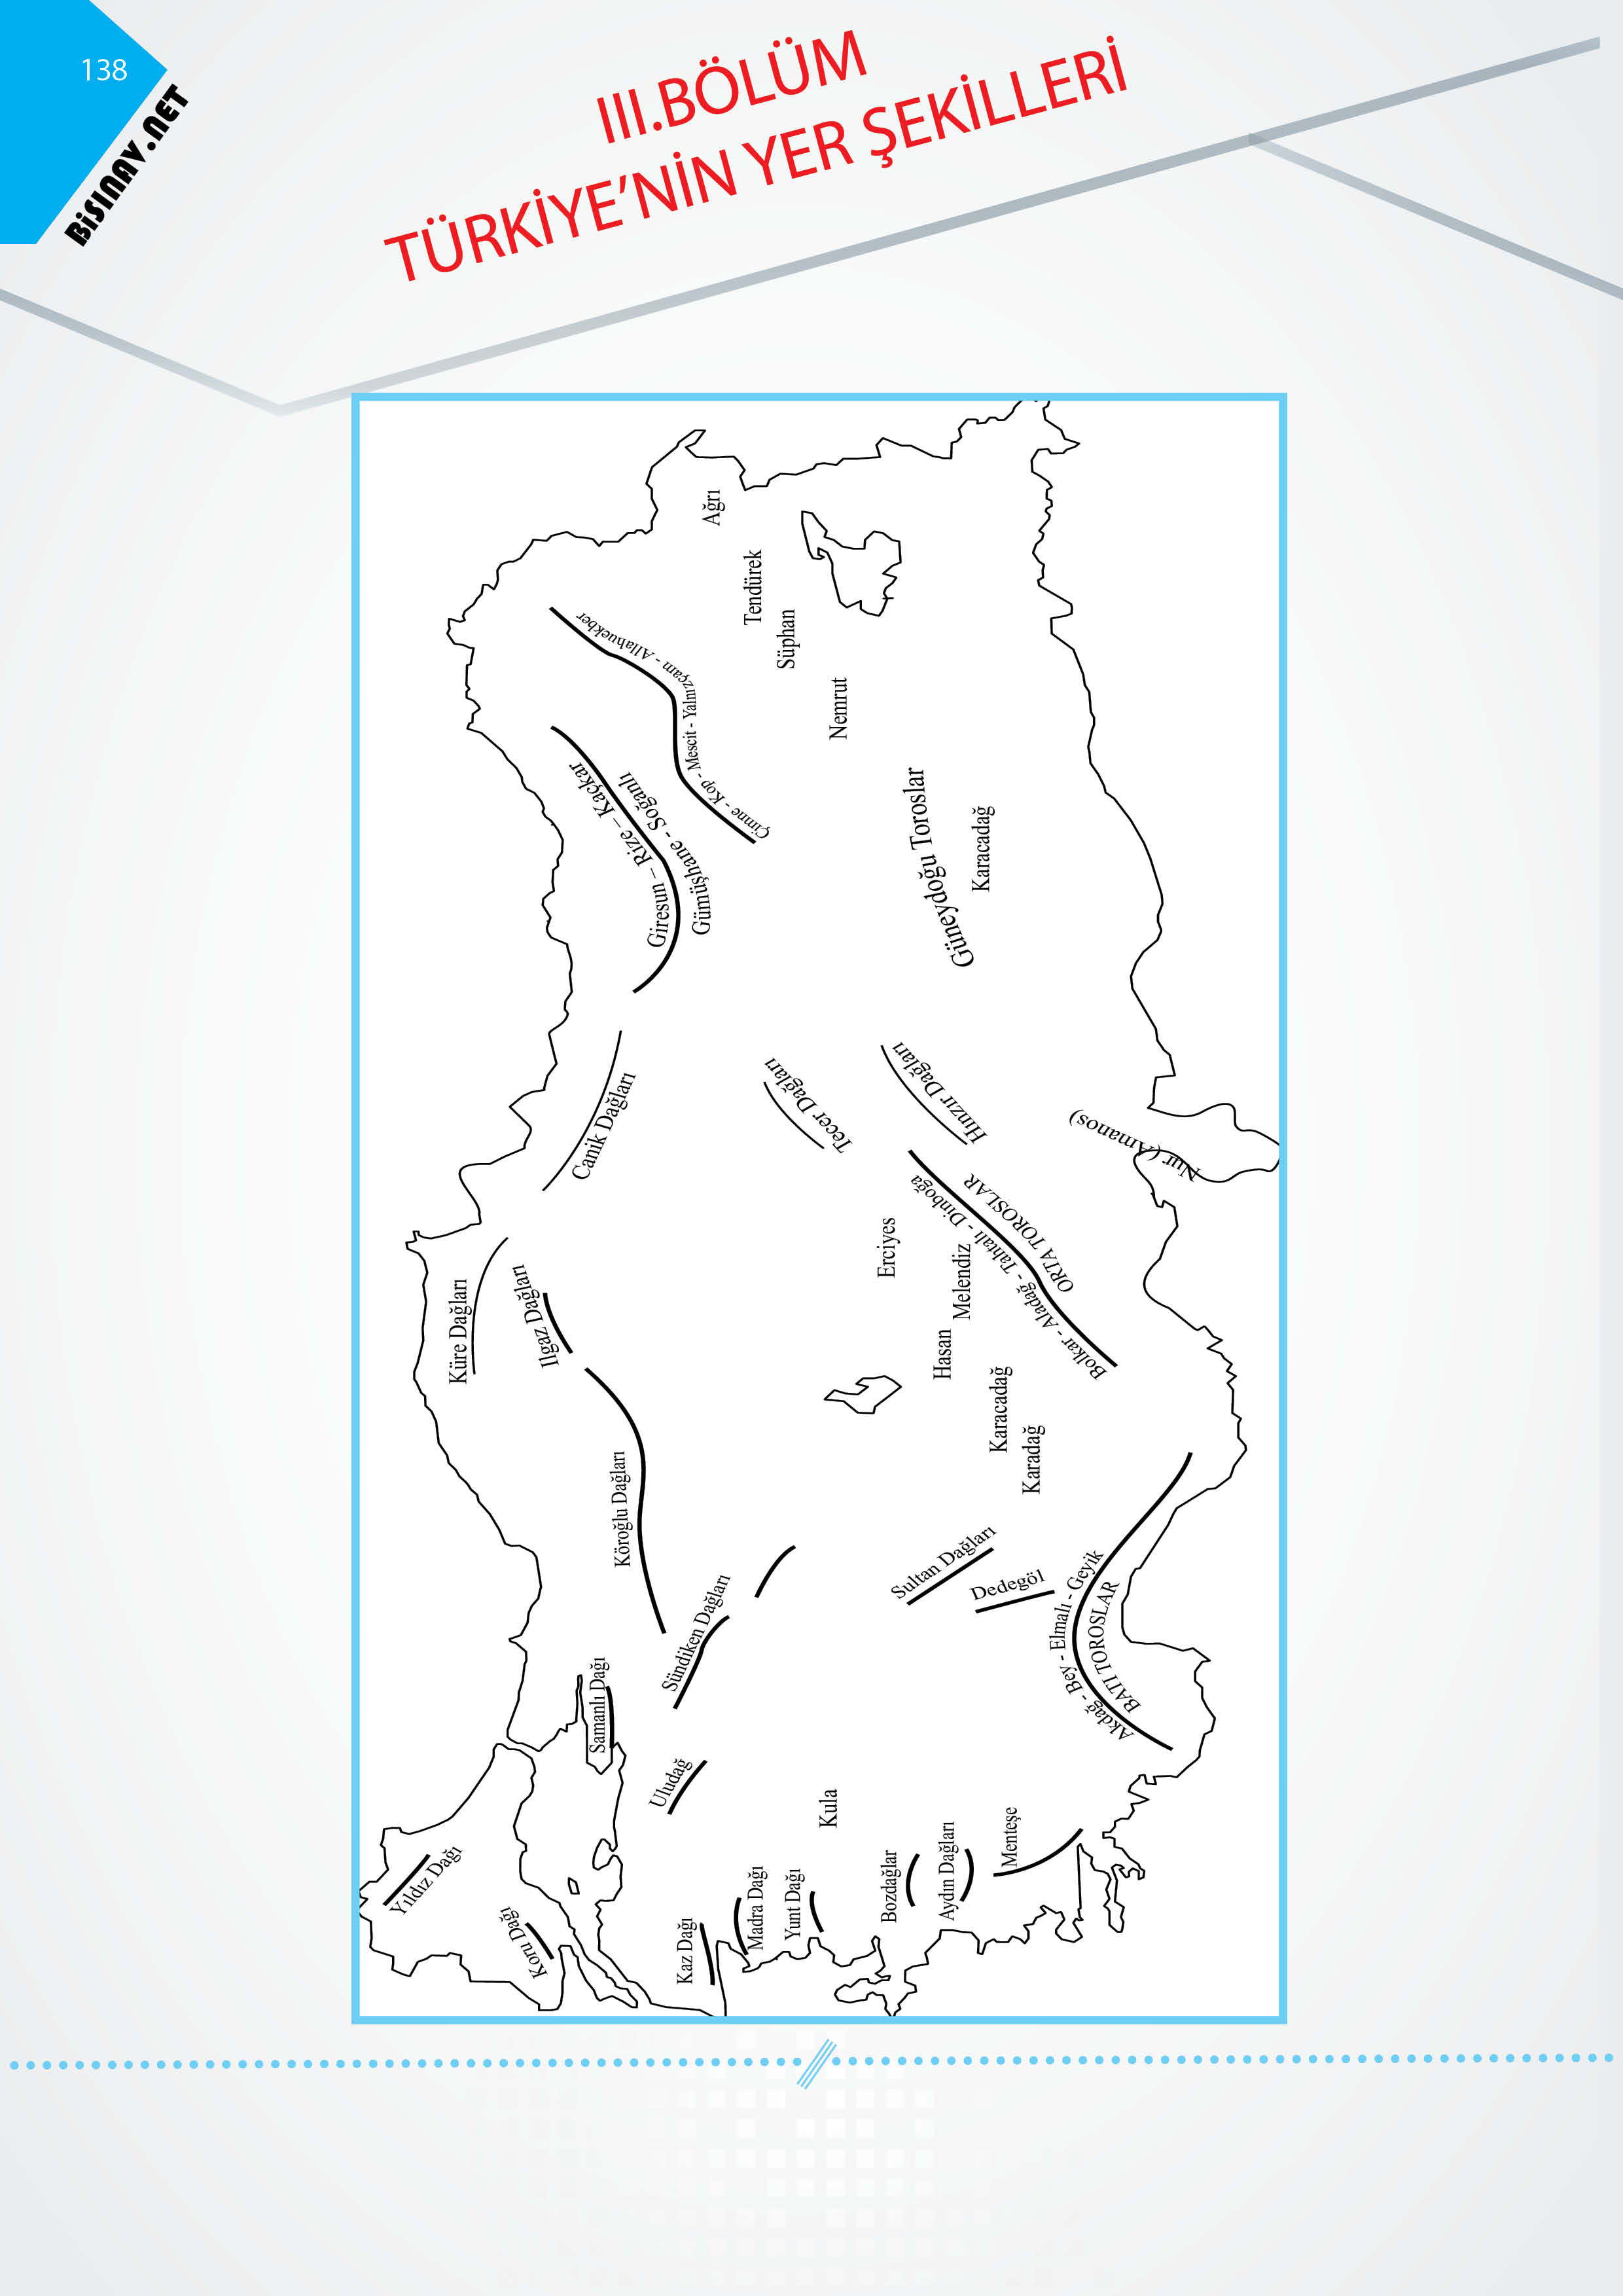 138
BiSINAV.NET
III.BÖLÜM
TÜRKİYE'NİN YER ŞEKİLLERİ
Ağrı
Tendürek
Süphan
Nemrut
Çimne - Kop - Mescit - Yalnızçam - Allahuekber
Giresun – Rize – Kaçkar
Gümüşhane - Soğanlı
Güneydoğu Toroslar
Karacadağ
Canik Dağları
Tecer Dağları
Hınzır Dağları
Nur (Amanos)
Küre Dağları
Ilgaz Dağları
Erciyes
Melendiz
Hasan
Karacadağ
Karadağ
Bolkar - Aladağ - Tahtalı - Dinboğa
ORTA TOROSLAR
Köroğlu Dağları
Sündiken Dağları
Sultan Dağları
Dedegöl
Akdağ - Bey - Elmalı - Geyik
BATI TOROSLAR
Samanlı Dağı
Uludağ
Kula
Yıldız Dağı
Koru Dağı
Kaz Dağı
Madra Dağı
Yunt Dağı
Bozdağlar
Aydın Dağları
Menteşe